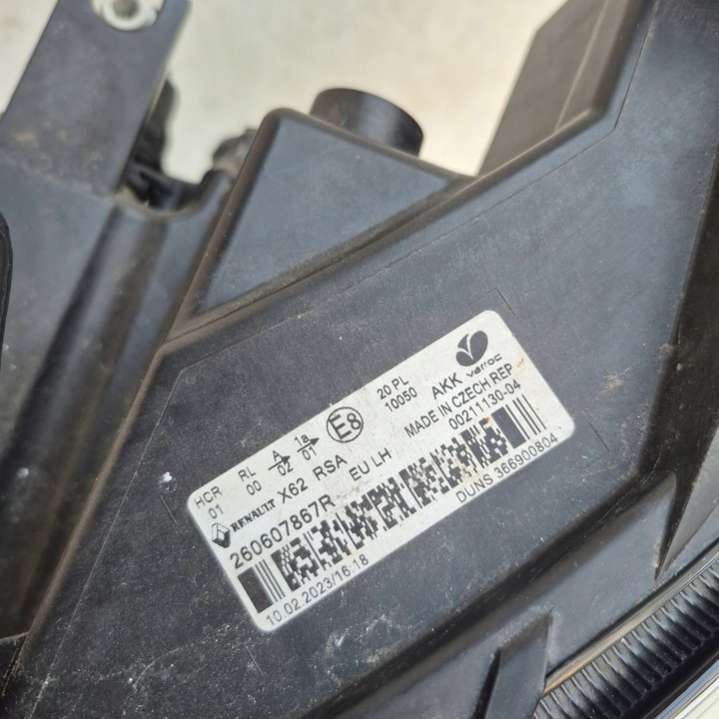 HCR RL A 1a E8 20 PL
01 00 02 01 10050
RENAULT X62 RSA AKK varroc
EU LH MADE IN CZECH REP
260607867R 00211130-04
10.02.2023/16:18 DUNS 366900804